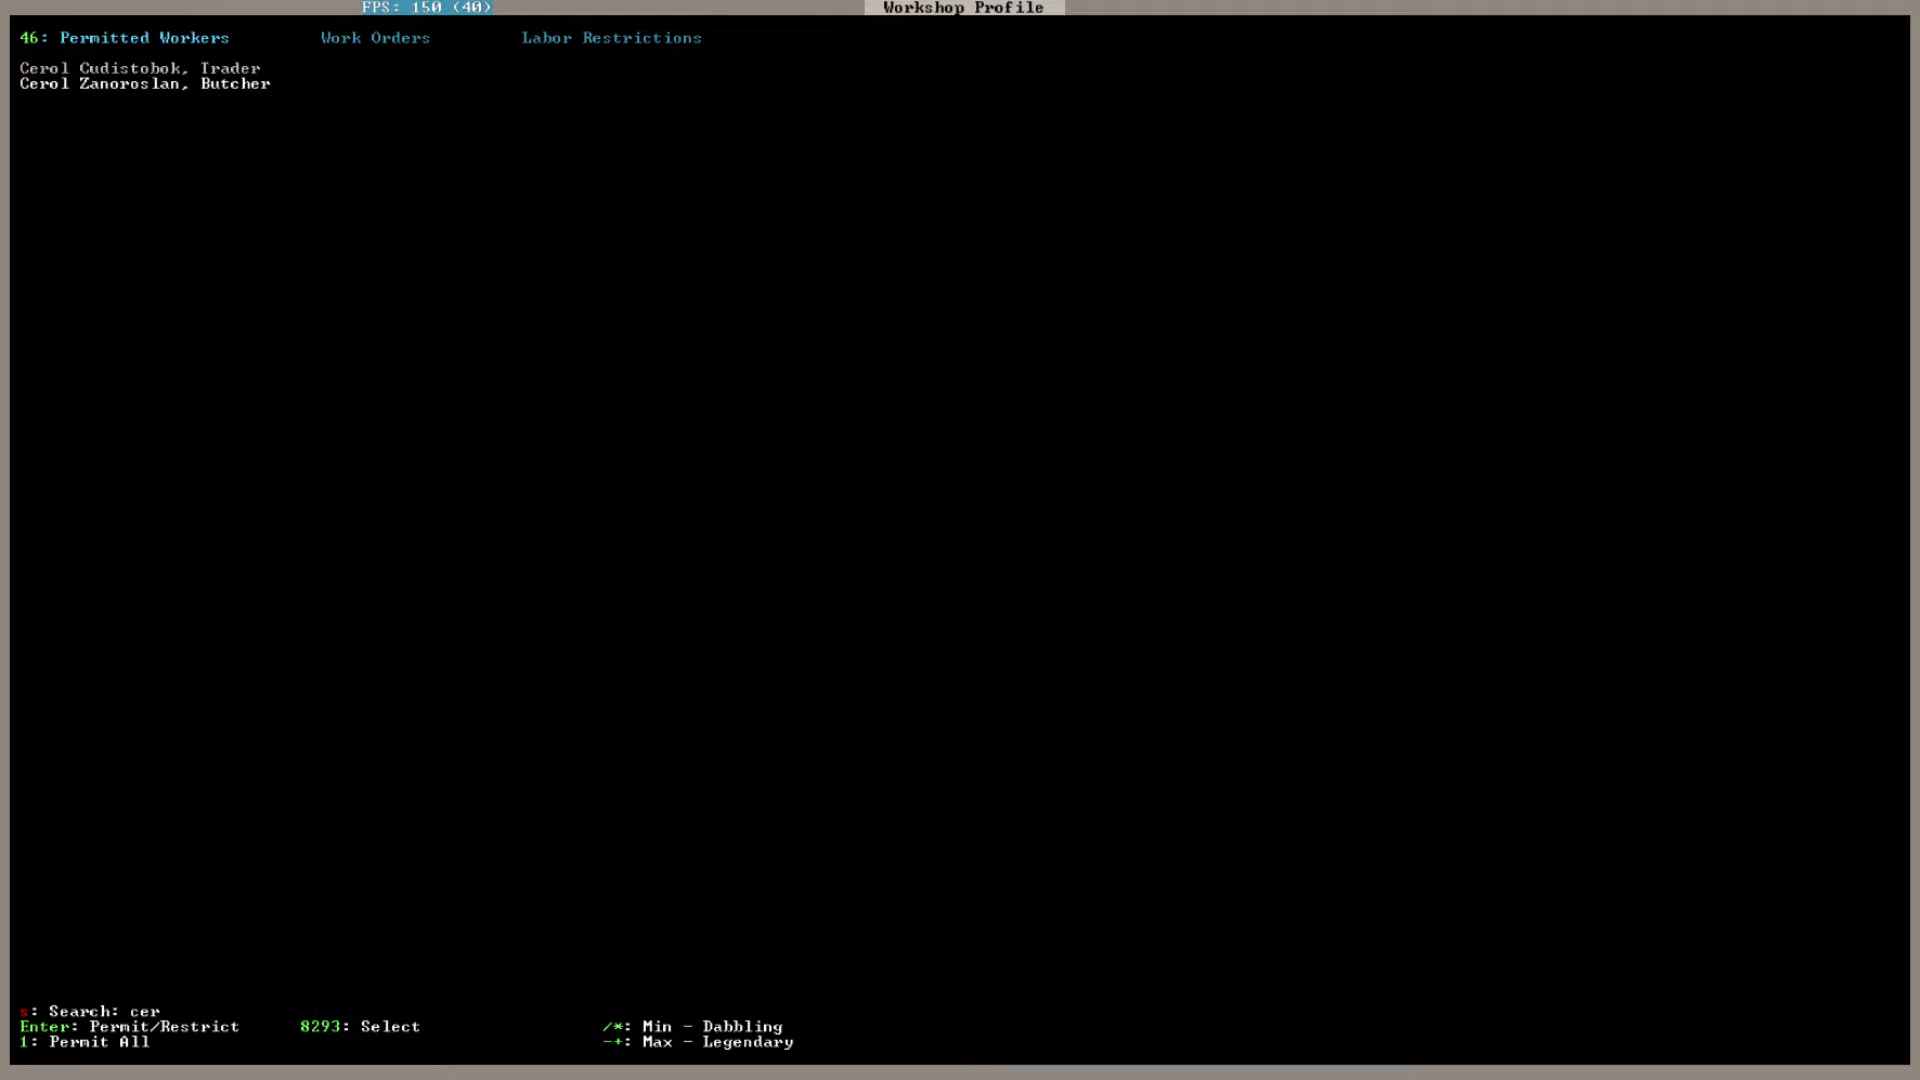 FPS: 150 (40) Workshop Profile
46: Permitted Workers Work Orders Labor Restrictions
Cerol Cudistobok, Trader
Cerol Zanoroslan, Butcher
s: Search: cer
Enter: Permit/Restrict 8293: Select /*: Min - Dabbling
1: Permit All -+: Max - Legendary